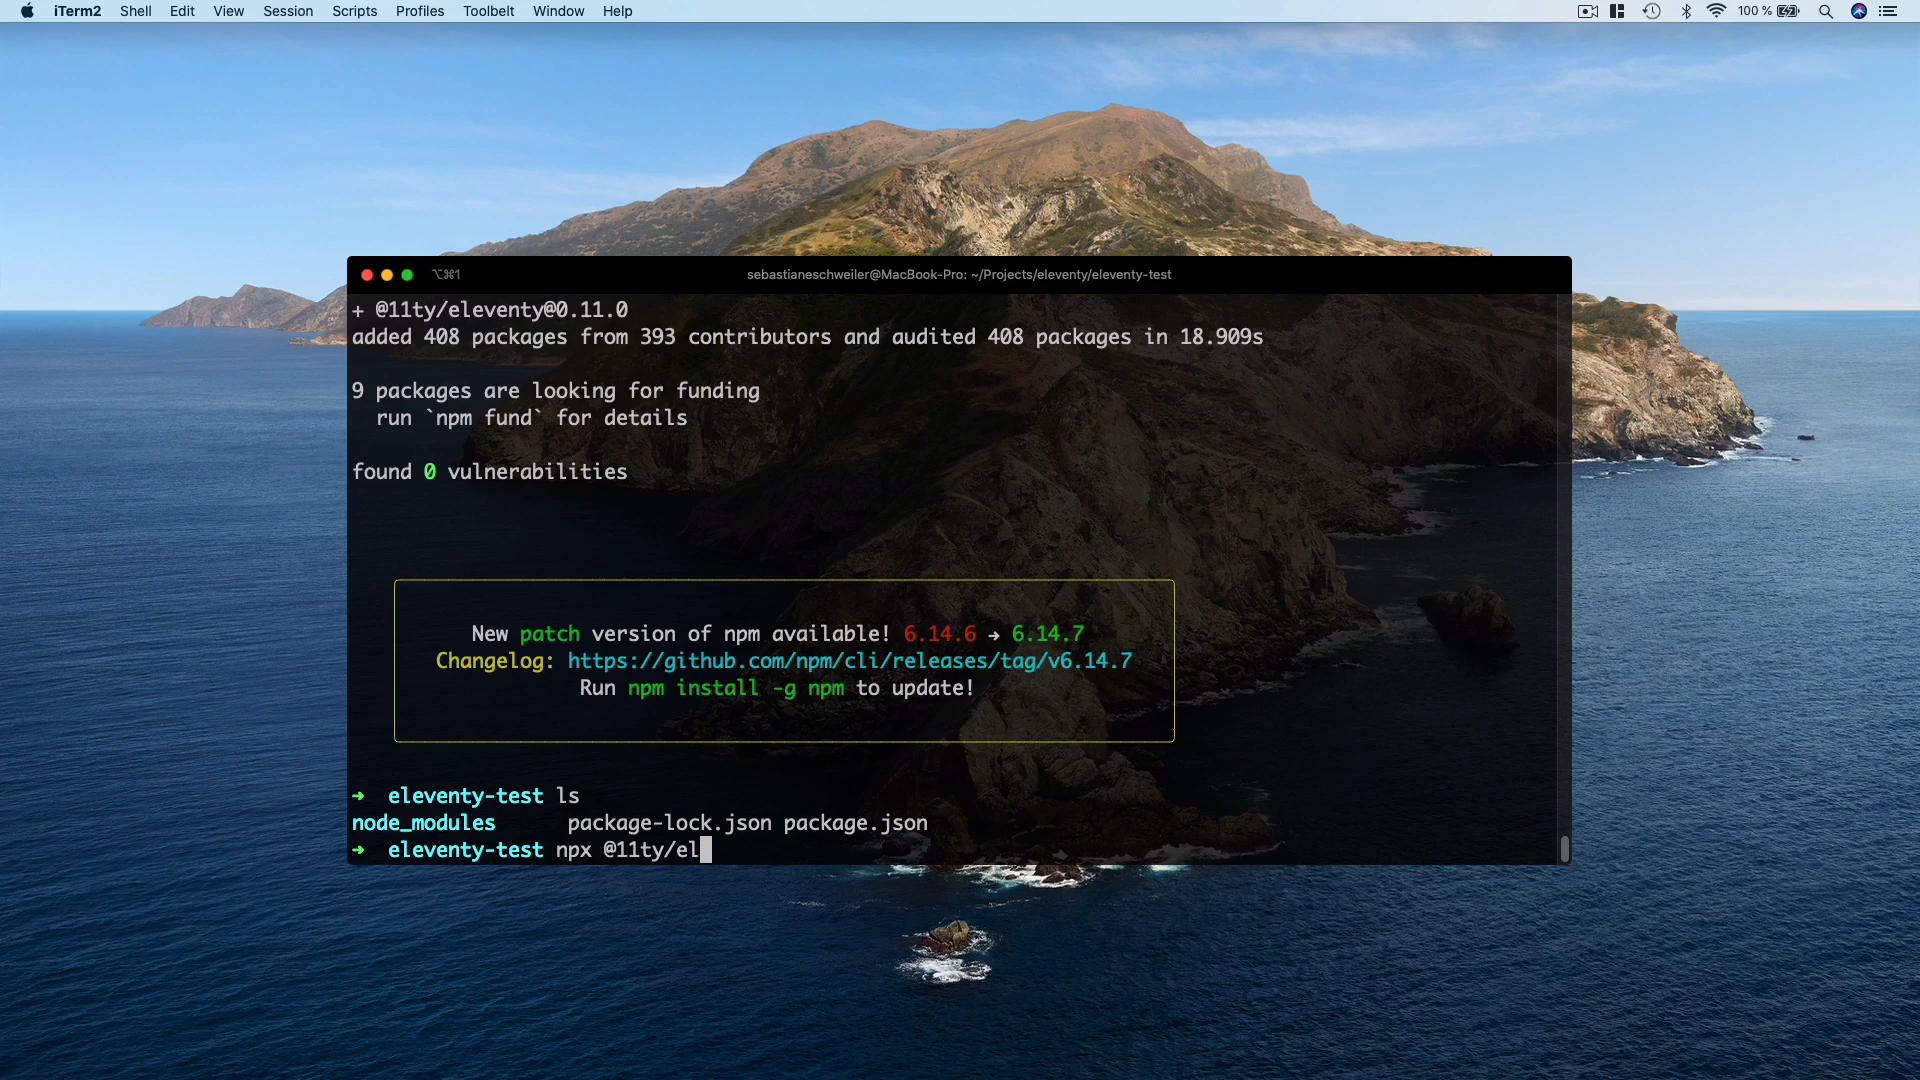 iTerm2 Shell Edit View Session Scripts Profiles Toolbelt Window Help 100 %
⌥⌘1 sebastianeschweiler@MacBook-Pro: ~/Projects/eleventy/eleventy-test
+ @11ty/eleventy@0.11.0
added 408 packages from 393 contributors and audited 408 packages in 18.909s
9 packages are looking for funding
run `npm fund` for details
found 0 vulnerabilities
New patch version of npm available! 6.14.6 → 6.14.7
Changelog: https://github.com/npm/cli/releases/tag/v6.14.7
Run npm install -g npm to update!
➜ eleventy-test ls
node_modules package-lock.json package.json
➜ eleventy-test npx @11ty/el